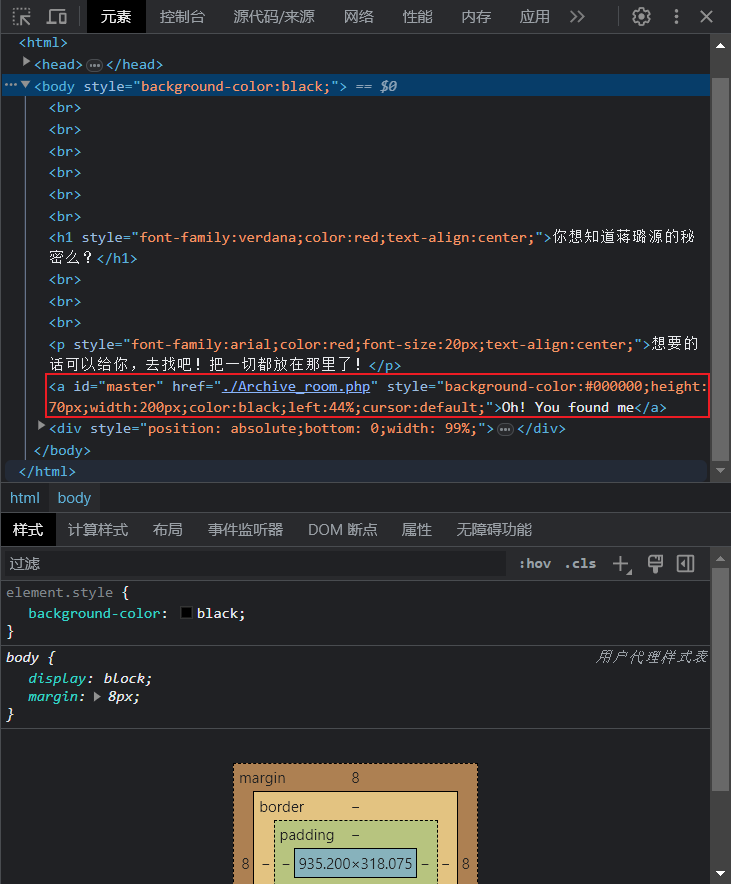 元素 控制台 源代码/来源 网络 性能 内存 应用
<html>
<head> … </head>
… <body style="background-color:black;"> == $0
<br>
<br>
<br>
<br>
<br>
<br>
<h1 style="font-family:verdana;color:red;text-align:center;">你想知道蒋璐源的秘
密么？</h1>
<br>
<br>
<br>
<p style="font-family:arial;color:red;font-size:20px;text-align:center;">想要的
话可以给你，去找吧！把一切都放在那里了！</p>
<a id="master" href="./Archive_room.php" style="background-color:#000000;height:
70px;width:200px;color:black;left:44%;cursor:default;">Oh! You found me</a>
<div style="position: absolute;bottom: 0;width: 99%;"> … </div>
</body>
</html>
html body
样式 计算样式 布局 事件监听器 DOM 断点 属性 无障碍功能
过滤 :hov .cls
element.style {
background-color: black;
}
body { 用户代理样式表
display: block;
margin: 8px;
}
margin 8
border –
padding –
8 – – 935.200×318.075 – – 8